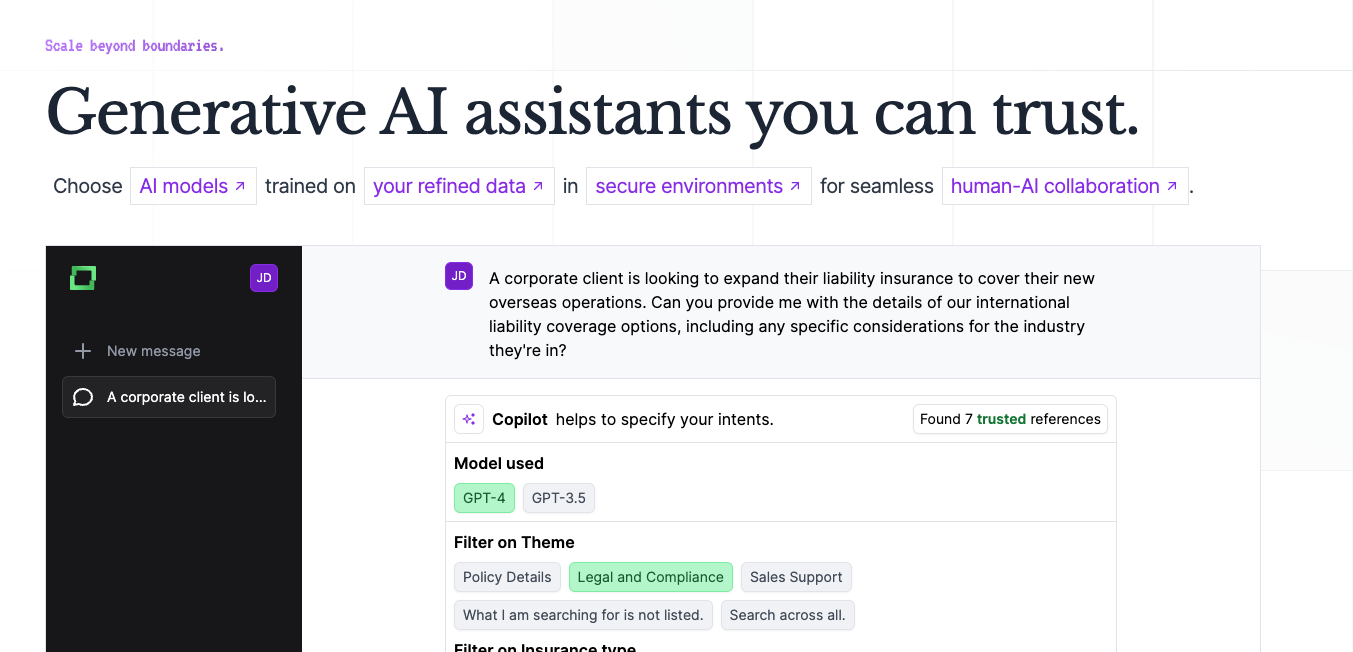 Scale beyond boundaries.
Generative AI assistants you can trust.
Choose AI models ↗ trained on your refined data ↗ in secure environments ↗ for seamless human-AI collaboration ↗ .
JD
New message
A corporate client is lo...
JD
A corporate client is looking to expand their liability insurance to cover their new
overseas operations. Can you provide me with the details of our international
liability coverage options, including any specific considerations for the industry
they're in?
Copilot helps to specify your intents.
Found 7 trusted references
Model used
GPT-4 GPT-3.5
Filter on Theme
Policy Details Legal and Compliance Sales Support
What I am searching for is not listed. Search across all.
Filter on Insurance type